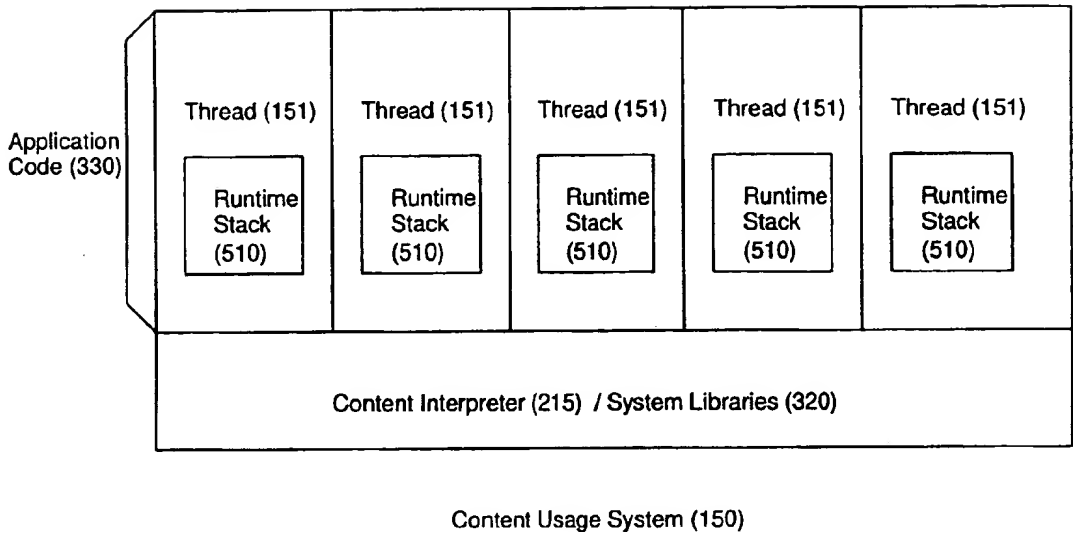 Thread (151) Thread (151) Thread (151) Thread (151) Thread (151)
Application
Code (330)
Runtime
Stack
(510)
Runtime
Stack
(510)
Runtime
Stack
(510)
Runtime
Stack
(510)
Runtime
Stack
(510)
Content Interpreter (215) / System Libraries (320)
Content Usage System (150)